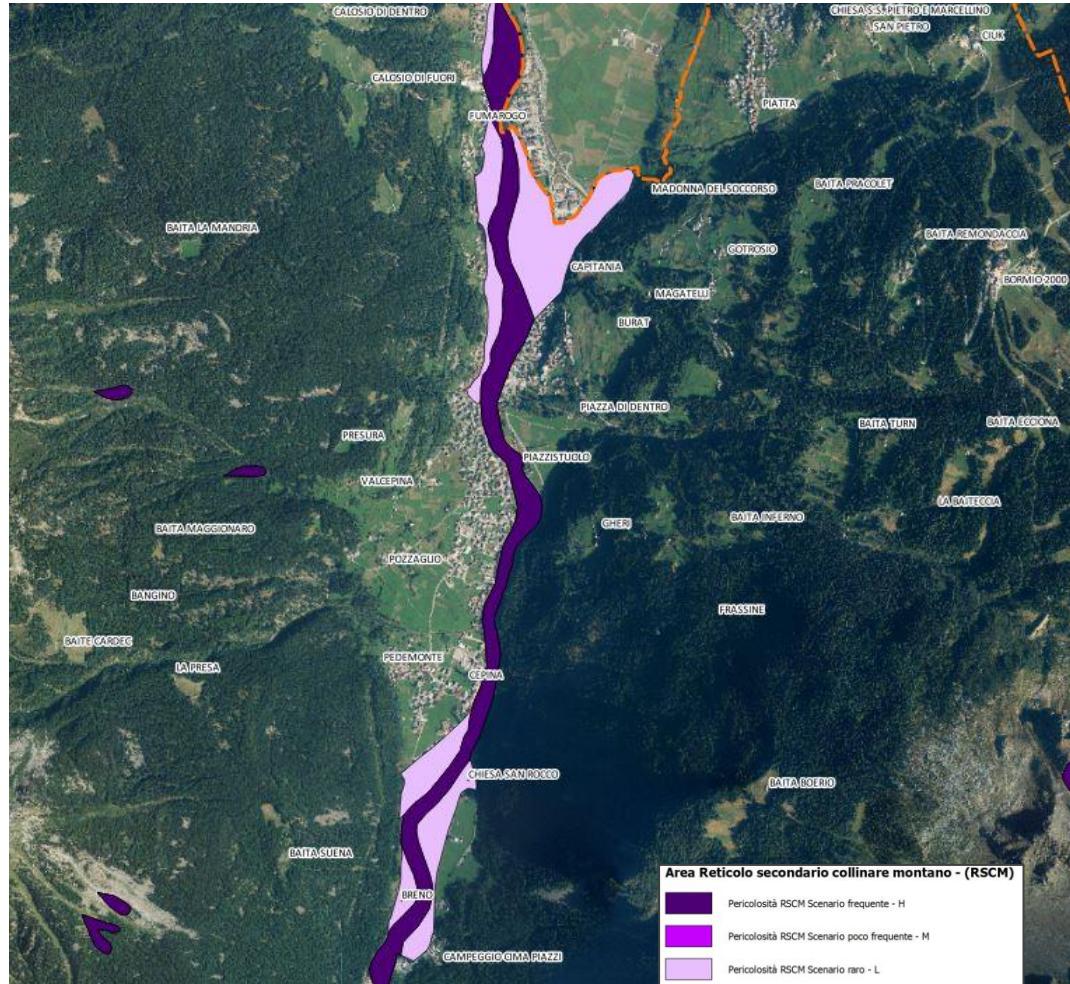 CALOSIO DI DENTRO
CHIESA S.S. PIETRO E MARCELLINO
SAN PIETRO
CIUK
CALOSIO DI FUORI
PIATTA
FUMAROGO
MADONNA DEL SOCCORSO
BAITA PRACOLET
BAITA LA MANDRIA
BAITA REMONDACCIA
GOTROSIO
CAPITANIA
BORMIO 2000
MAGATELLI
BURAT
PIAZZA DI DENTRO
BAITA TURN
BAITA ECCIONA
PRESURA
PIAZZISTUOLO
VALCEPINA
LA BAITECCIA
BAITA MAGGIONARO
GHERI
BAITA INFERNO
POZZAGLIO
BANGINO
FRASSINE
BAITE CARDEC
PEDEMONTE
LA PRESA
CEPINA
CHIESA SAN ROCCO
BAITA BOERIO
BAITA SUENA
BRENO
CAMPEGGIO CIMA PIAZZI
Area Reticolo secondario collinare montano - (RSCM)
Pericolosità RSCM Scenario frequente - H
Pericolosità RSCM Scenario poco frequente - M
Pericolosità RSCM Scenario raro - L